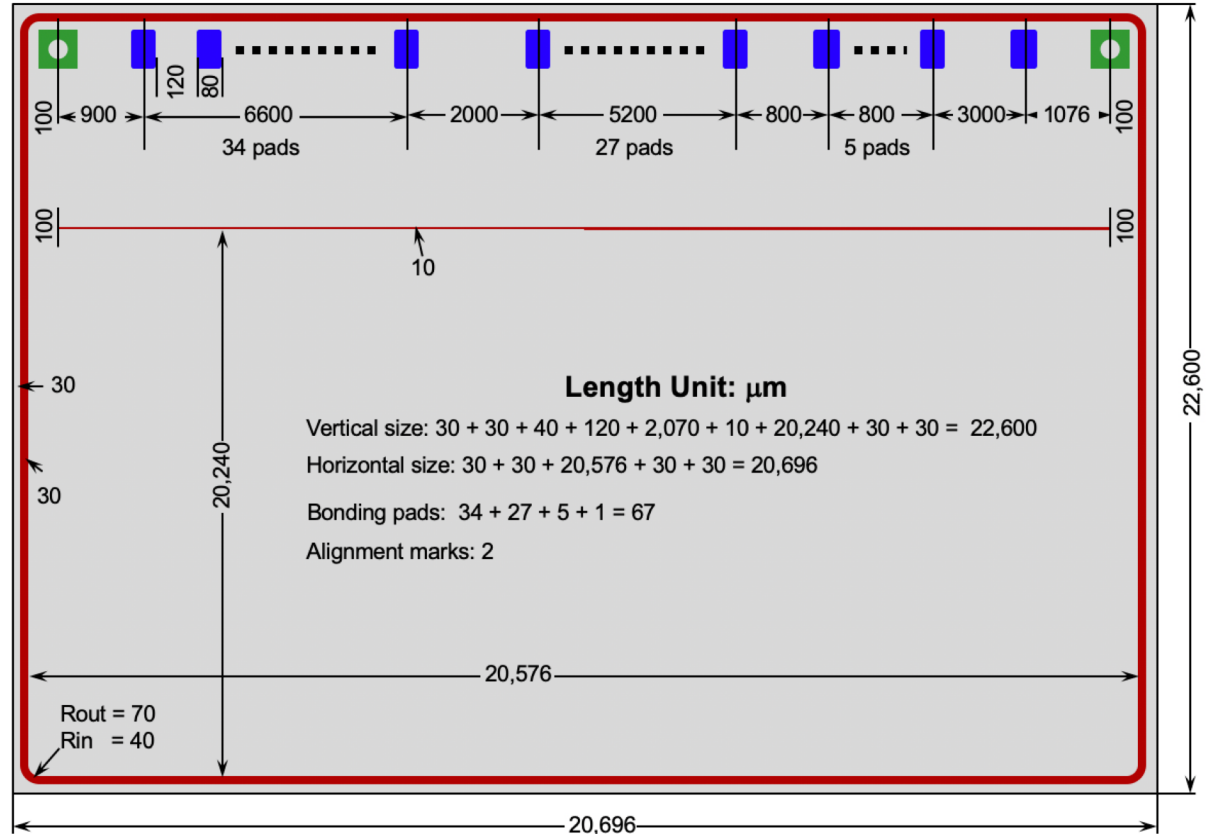 120
80
100
900
6600
2000
5200
800
800
3000
1076
100
34 pads
27 pads
5 pads
100
100
10
30
Length Unit: μm
22,600
Vertical size: 30 + 30 + 40 + 120 + 2,070 + 10 + 20,240 + 30 + 30 = 22,600
Horizontal size: 30 + 30 + 20,576 + 30 + 30 = 20,696
20,240
30
Bonding pads: 34 + 27 + 5 + 1 = 67
Alignment marks: 2
20,576
Rout = 70
Rin = 40
20,696